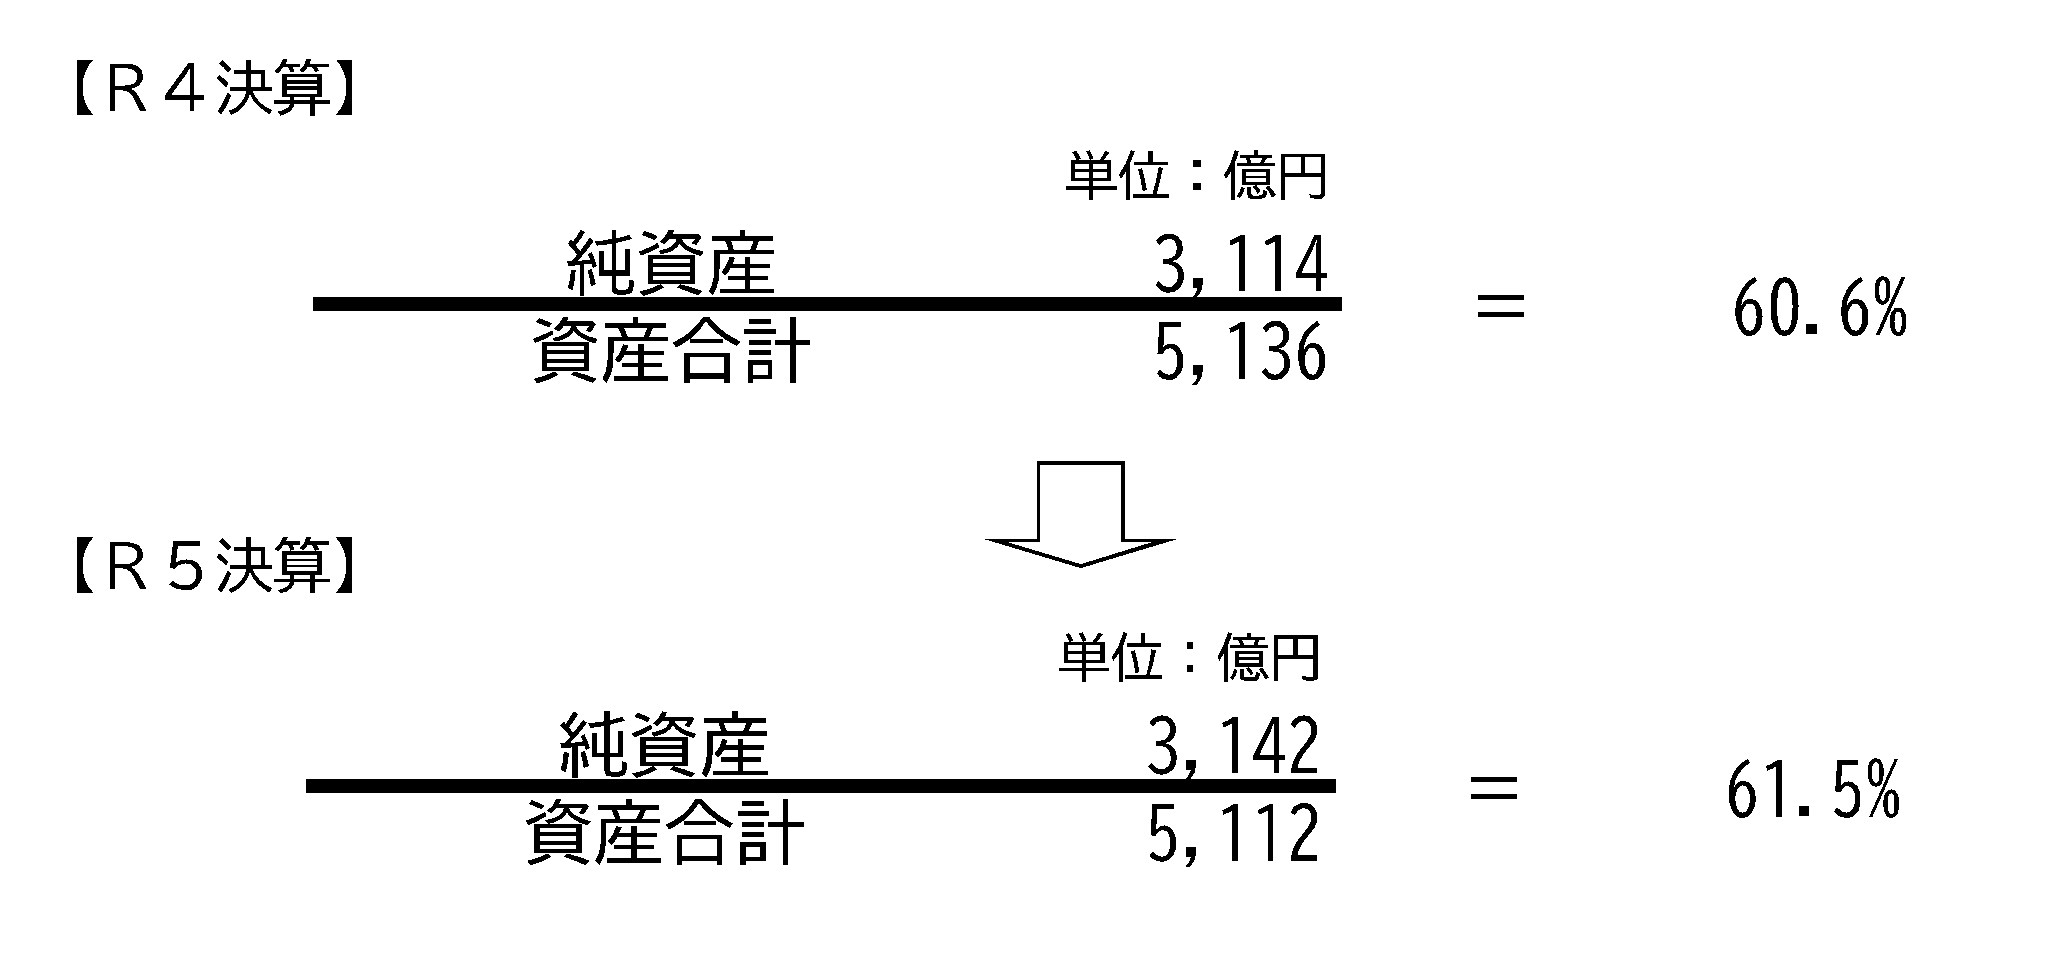 【Ｒ４決算】
単位：億円
純資産 3,114
= 60.6%
資産合計 5,136
【Ｒ５決算】
単位：億円
純資産 3,142
= 61.5%
資産合計 5,112